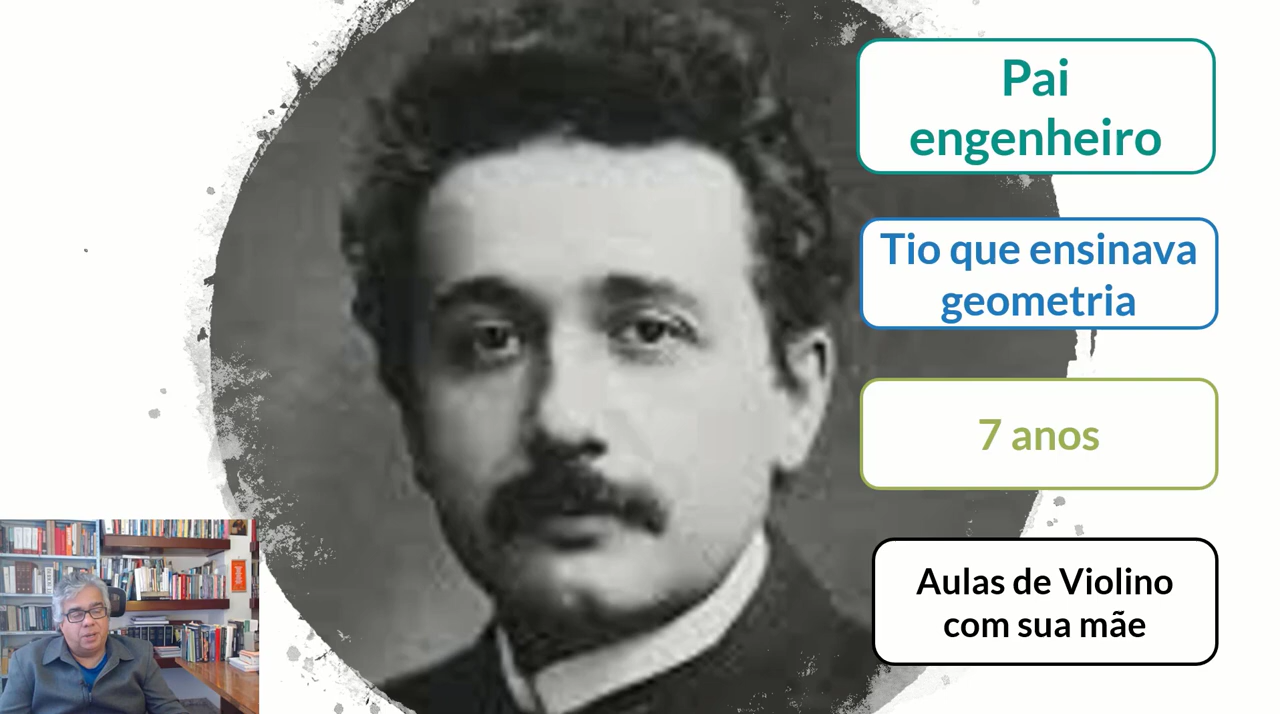 Pai
engenheiro
Tio que ensinava
geometria
7 anos
Aulas de Violino
com sua mãe